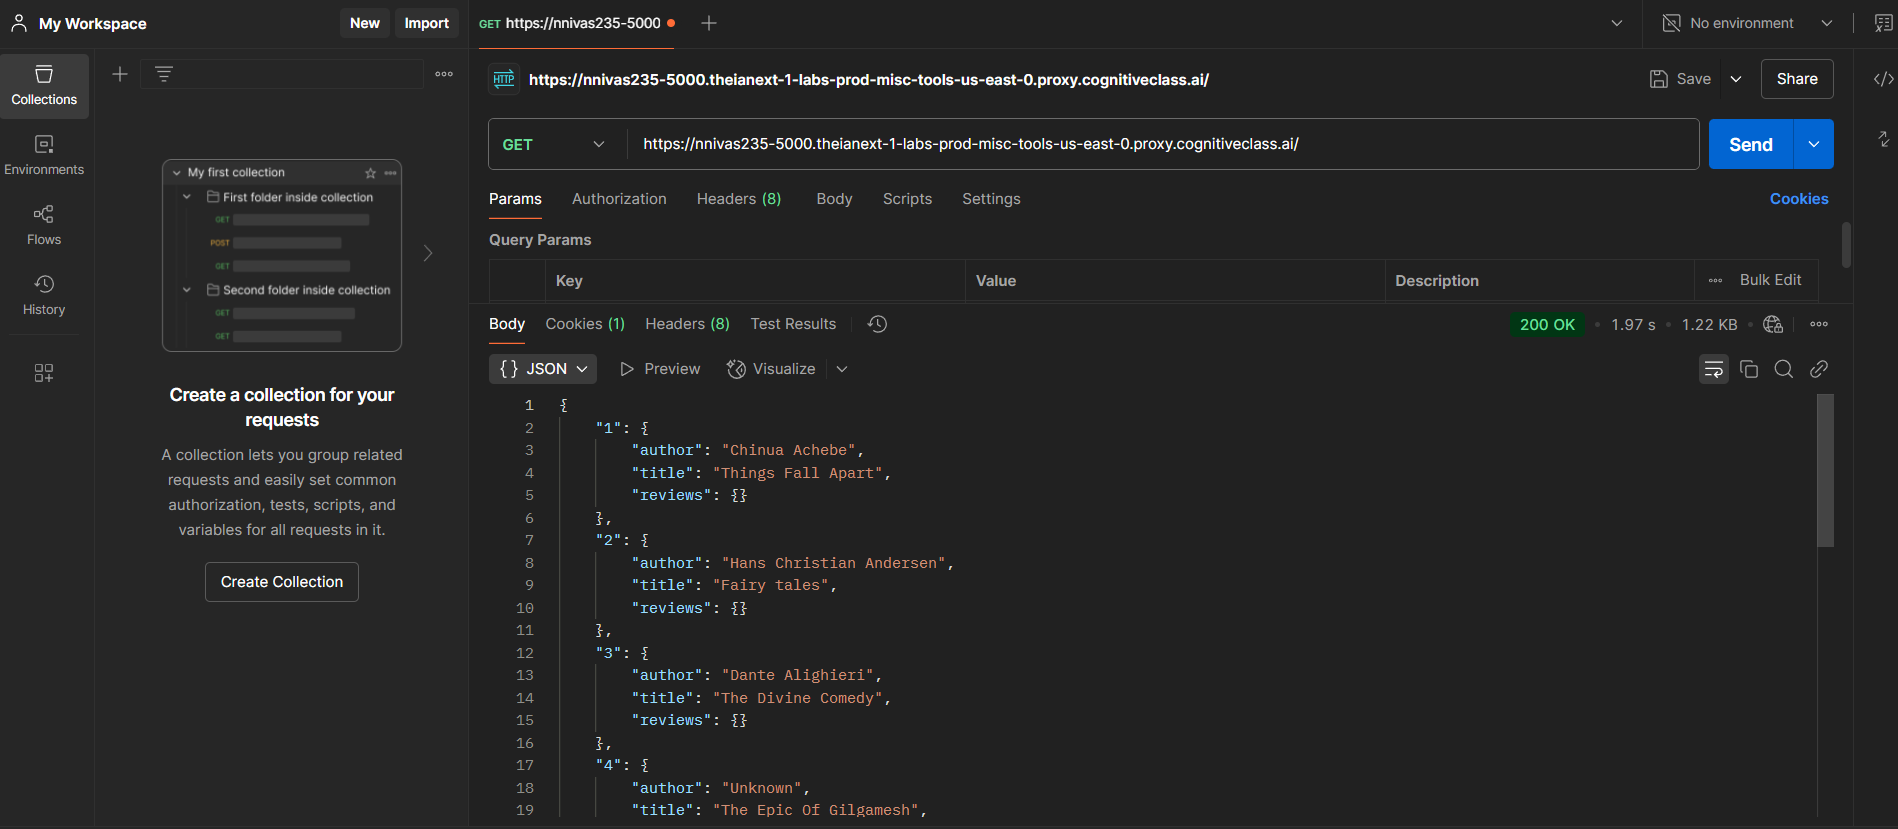 My Workspace
New
Import
GET https://nnivas235-5000
No environment
Collections
Environments
Flows
History
My first collection
First folder inside collection
GET
POST
GET
Second folder inside collection
GET
GET
Create a collection for your
requests
A collection lets you group related
requests and easily set common
authorization, tests, scripts, and
variables for all requests in it.
Create Collection
HTTP
https://nnivas235-5000.theianext-1-labs-prod-misc-tools-us-east-0.proxy.cognitiveclass.ai/
Save
Share
GET
https://nnivas235-5000.theianext-1-labs-prod-misc-tools-us-east-0.proxy.cognitiveclass.ai/
Send
Params Authorization Headers (8) Body Scripts Settings
Cookies
Query Params
Key Value Description Bulk Edit
Body Cookies (1) Headers (8) Test Results
200 OK • 1.97 s • 1.22 KB •
{} JSON Preview Visualize
1 {
2 "1": {
3 "author": "Chinua Achebe",
4 "title": "Things Fall Apart",
5 "reviews": {}
6 },
7 "2": {
8 "author": "Hans Christian Andersen",
9 "title": "Fairy tales",
10 "reviews": {}
11 },
12 "3": {
13 "author": "Dante Alighieri",
14 "title": "The Divine Comedy",
15 "reviews": {}
16 },
17 "4": {
18 "author": "Unknown",
19 "title": "The Epic Of Gilgamesh",